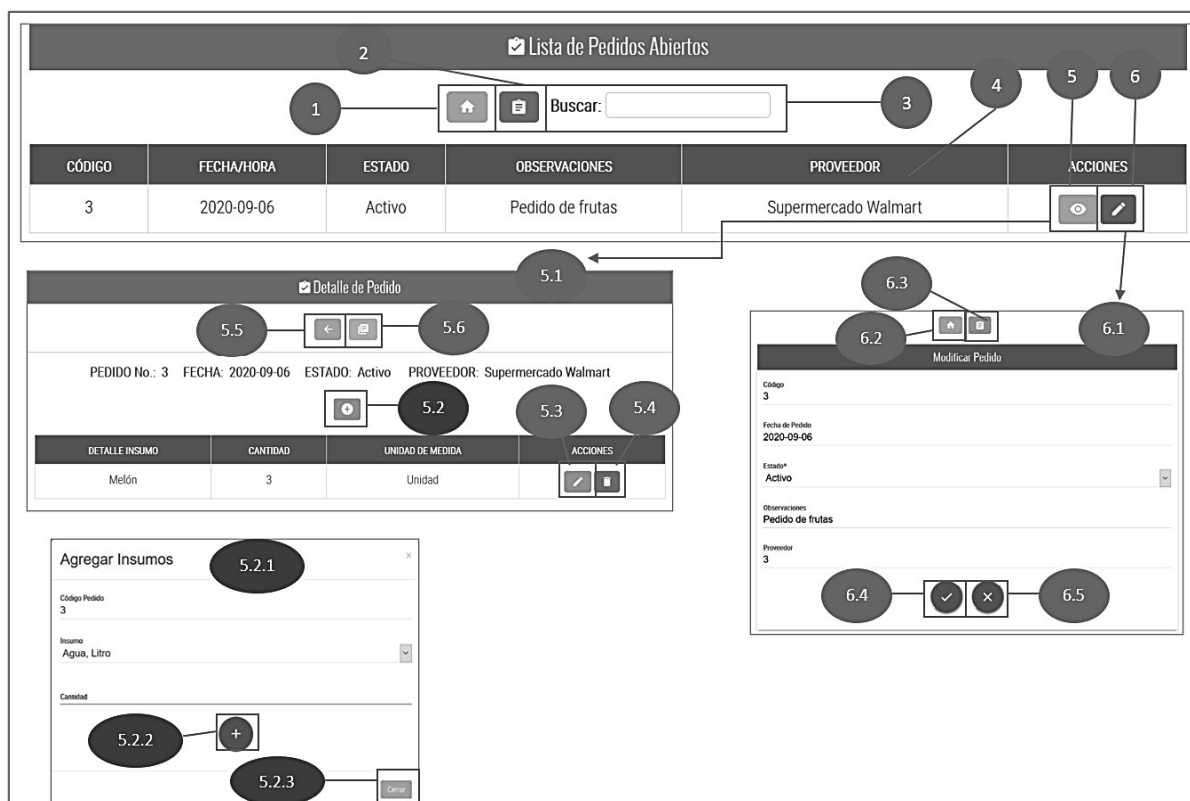 Lista de Pedidos Abiertos
2
5
6
4
1
Buscar:
3
CÓDIGO FECHA/HORA ESTADO OBSERVACIONES PROVEEDOR ACCIONES
3 2020-09-06 Activo Pedido de frutas Supermercado Walmart
5.1
Detalle de Pedido
5.5
5.6
PEDIDO No.: 3 FECHA: 2020-09-06 ESTADO: Activo PROVEEDOR: Supermercado Walmart
5.2
5.3
5.4
DETALLE INSUMO CANTIDAD UNIDAD DE MEDIDA ACCIONES
Melón 3 Unidad
Agregar Insumos
5.2.1
×
Código Pedido
3
Insumo
Agua, Litro
Cantidad
5.2.2
5.2.3
Cerrar
6.3
6.2
6.1
Modificar Pedido
Código
3
Fecha de Pedido
2020-09-06
Estado*
Activo
Observaciones
Pedido de frutas
Proveedor
3
6.4
6.5